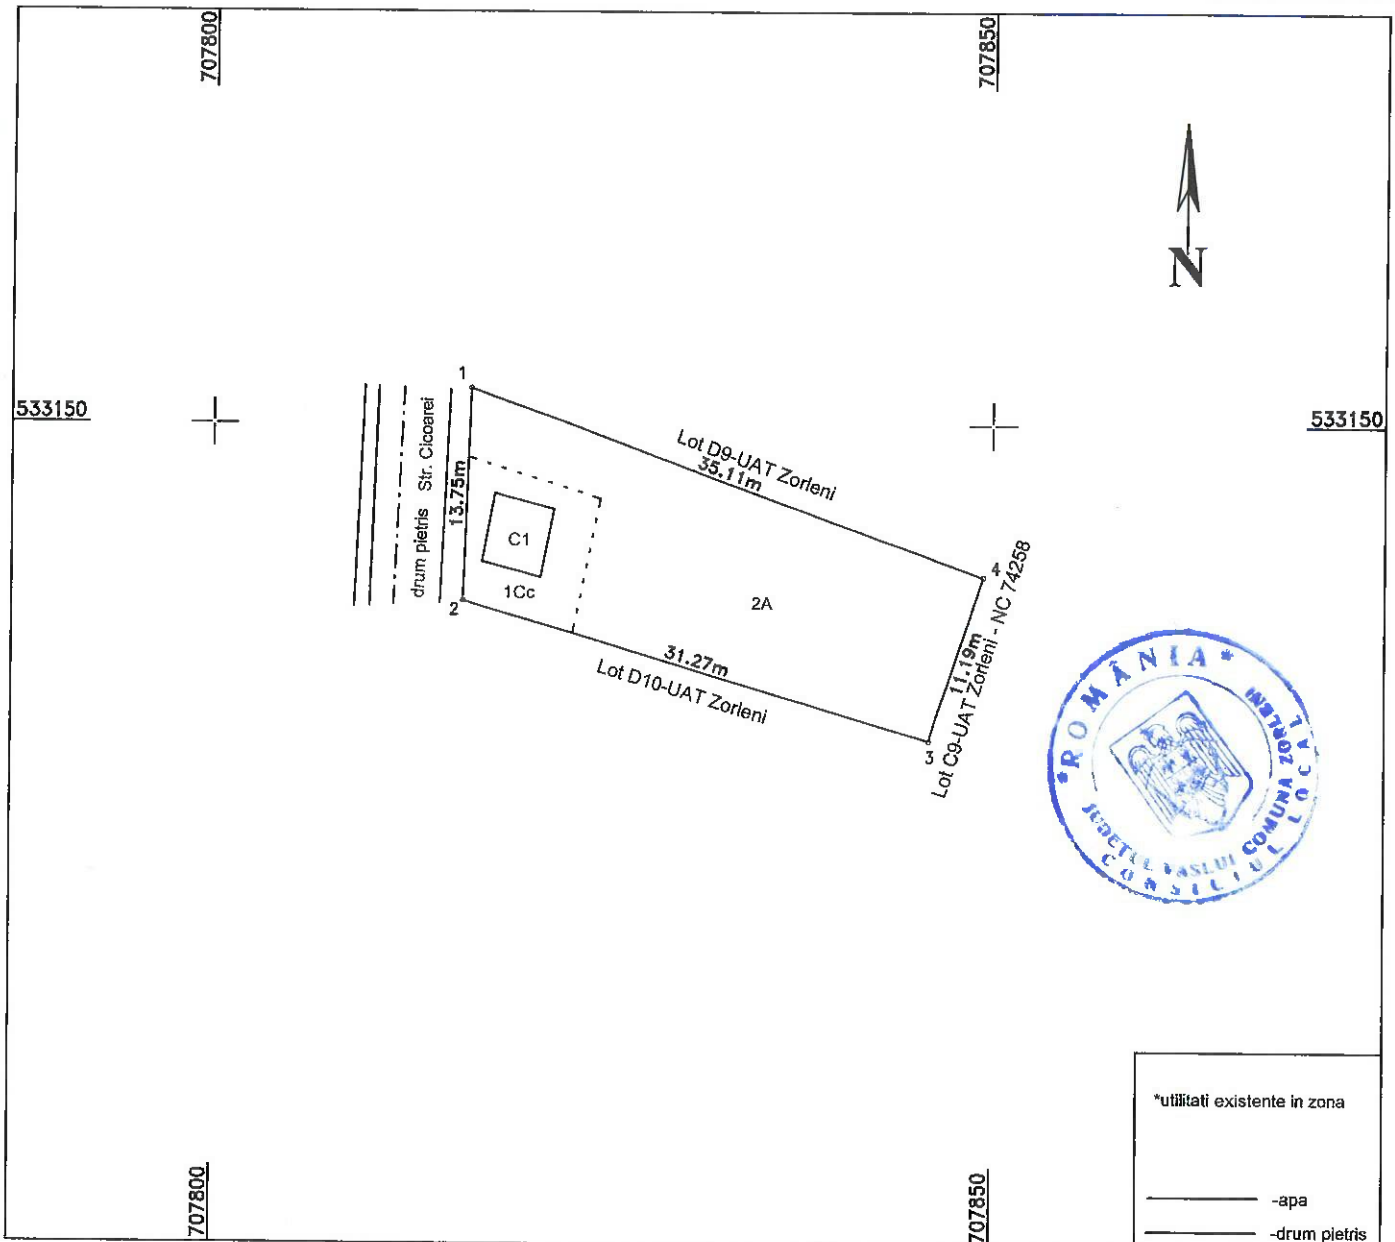 707800
707850
N
533150
533150
1
Lot D9-UAT Zorleni
35.11m
drum pietris Str. Cicoarei
13.75m
C1
1Cc
2
2A
4
31.27m
Lot D10-UAT Zorleni
11.19m
Lot C9-UAT Zorleni - NC 74258
3
*ROMÂNIA*
JUDEŢUL VASLUI COMUNA ZORLENI
CONSILIUL LOCAL
*utilitati existente in zona
-apa
-drum pietris
707800
707850